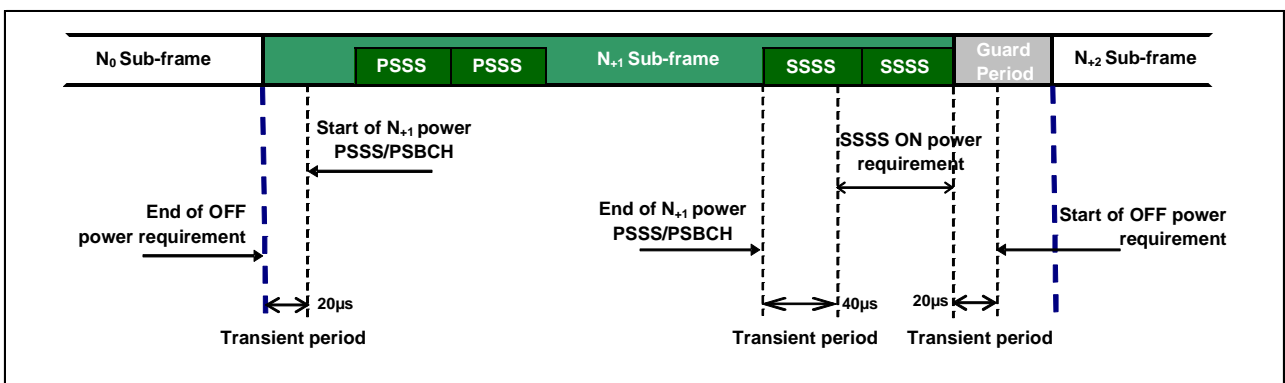 N0 Sub-frame
PSSS
PSSS
N+1 Sub-frame
SSSS
SSSS
Guard
Period
N+2 Sub-frame
Start of N+1 power
PSSS/PSBCH
SSSS ON power
requirement
End of OFF
power requirement
End of N+1 power
PSSS/PSBCH
Start of OFF power
requirement
20µs
40µs
20µs
Transient period
Transient period
Transient period